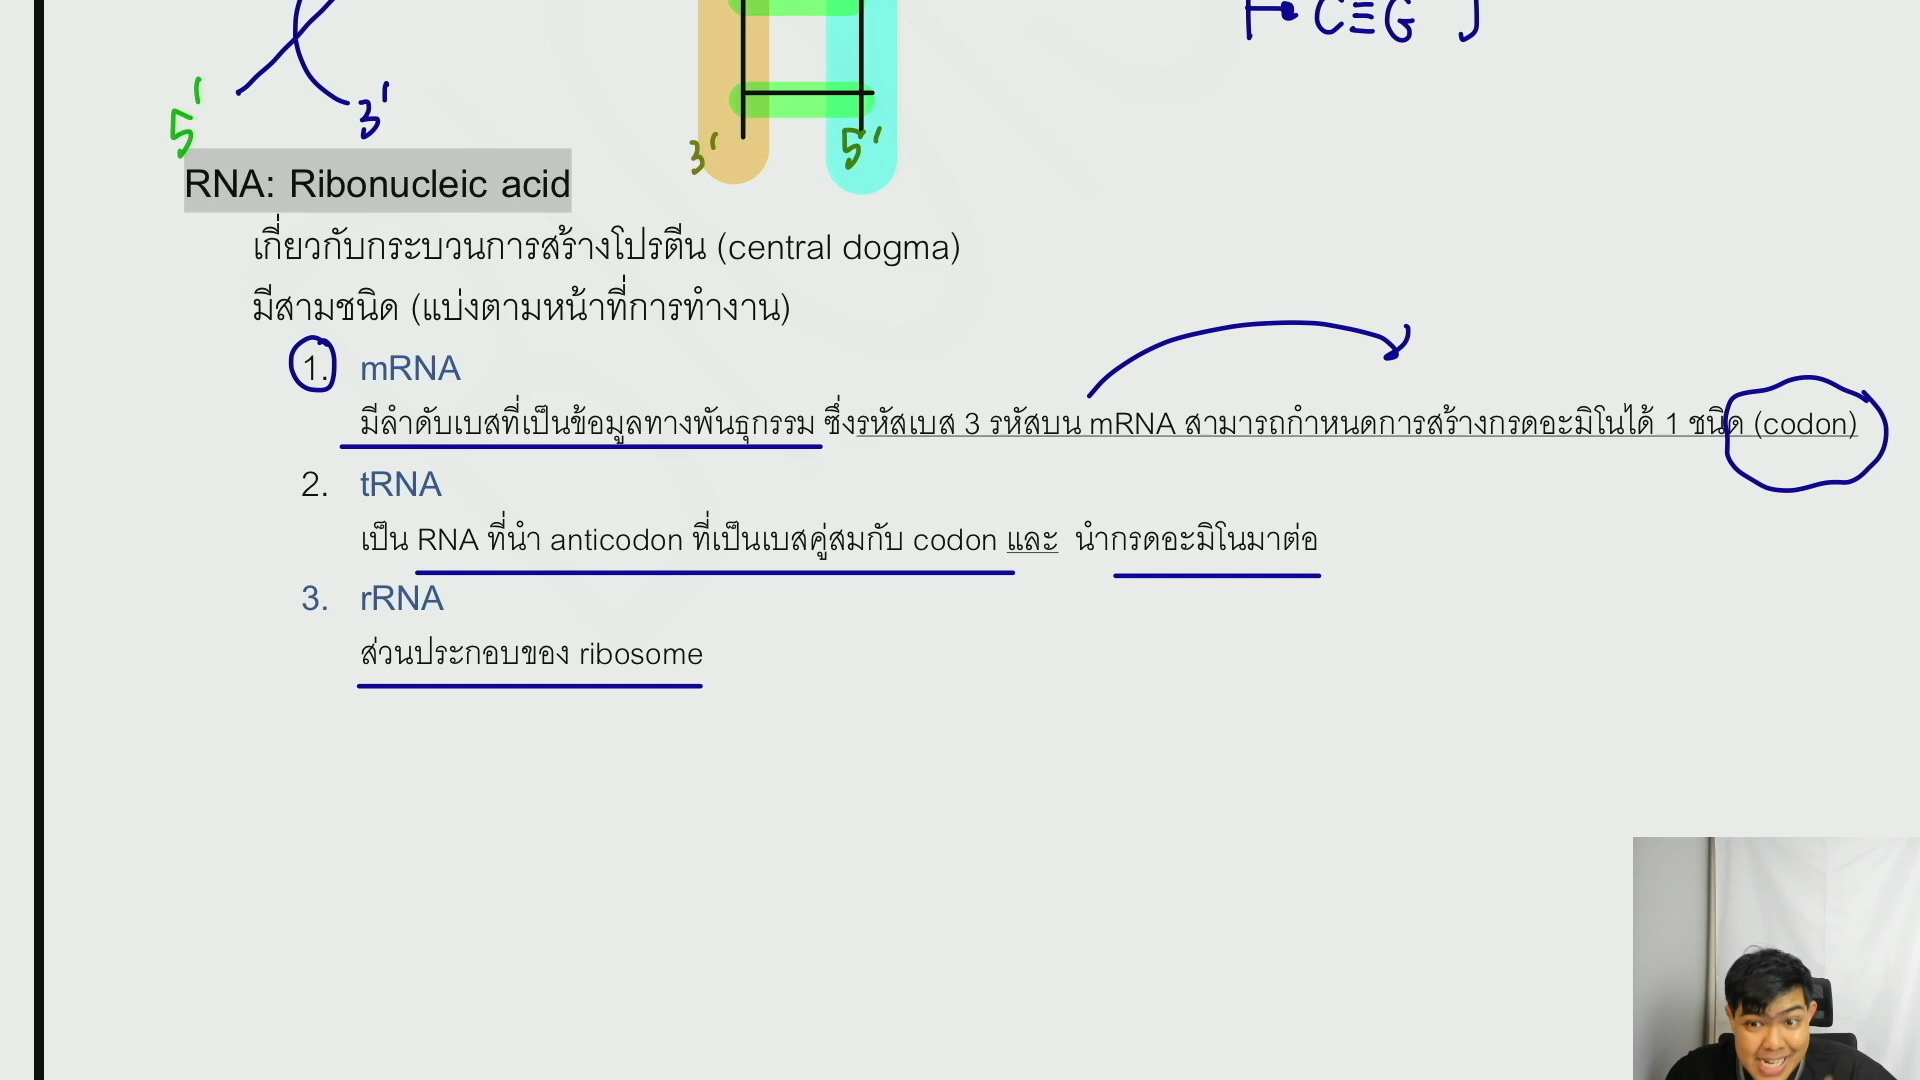 C≡G
5' 3'
3' 5'
RNA: Ribonucleic acid
เกี่ยวกับกระบวนการสร้างโปรตีน (central dogma)
มีสามชนิด (แบ่งตามหน้าที่การทำงาน)
1. mRNA
มีลำดับเบสที่เป็นข้อมูลทางพันธุกรรม ซึ่งรหัสเบส 3 รหัสบน mRNA สามารถกำหนดการสร้างกรดอะมิโนได้ 1 ชนิด (codon)
2. tRNA
เป็น RNA ที่นำ anticodon ที่เป็นเบสคู่สมกับ codon และ นำกรดอะมิโนมาต่อ
3. rRNA
ส่วนประกอบของ ribosome